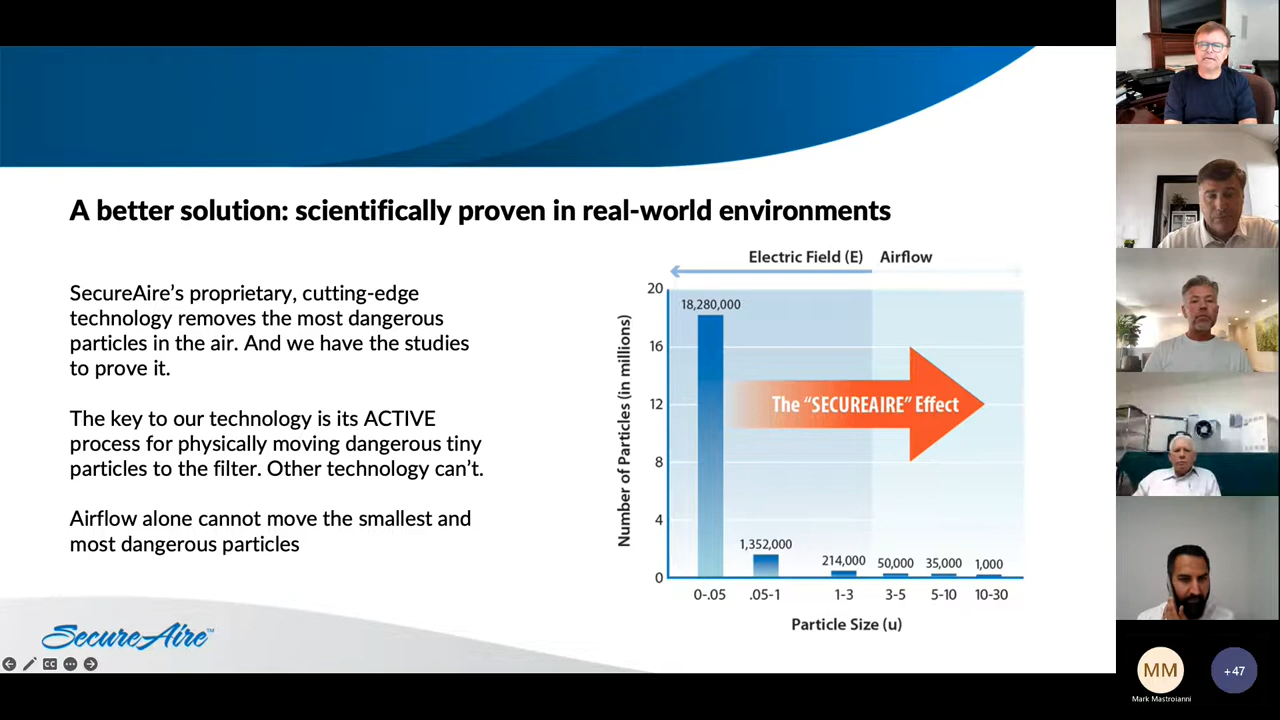 A better solution: scientifically proven in real-world environments
SecureAire's proprietary, cutting-edge
technology removes the most dangerous
particles in the air. And we have the studies
to prove it.
The key to our technology is its ACTIVE
process for physically moving dangerous tiny
particles to the filter. Other technology can't.
Airflow alone cannot move the smallest and
most dangerous particles
Electric Field (E) Airflow
Number of Particles (in millions)
20
16
12
8
4
0
18,280,000
1,352,000
214,000
50,000
35,000
1,000
The “SECUREAIRE” Effect
0-.05 .05-1 1-3 3-5 5-10 10-30
Particle Size (u)
SecureAire™
CC
MM
Mark Mastroianni
+47